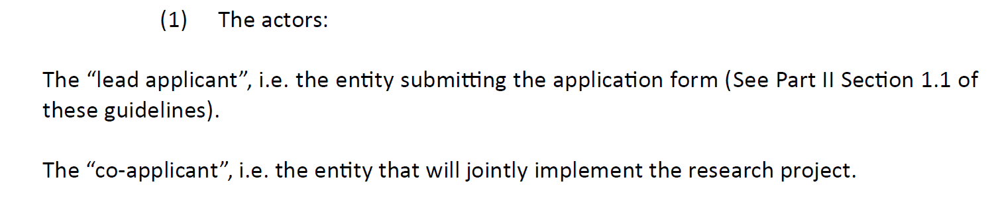 (1) The actors:
The “lead applicant”, i.e. the entity submitting the application form (See Part II Section 1.1 of
these guidelines).
The “co-applicant”, i.e. the entity that will jointly implement the research project.